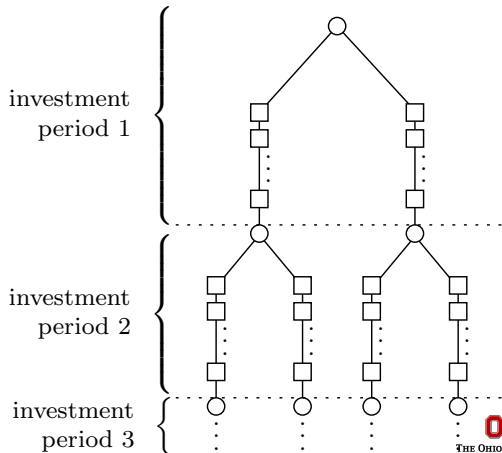 investment
period 1
investment
period 2
investment
period 3
THE OHIO